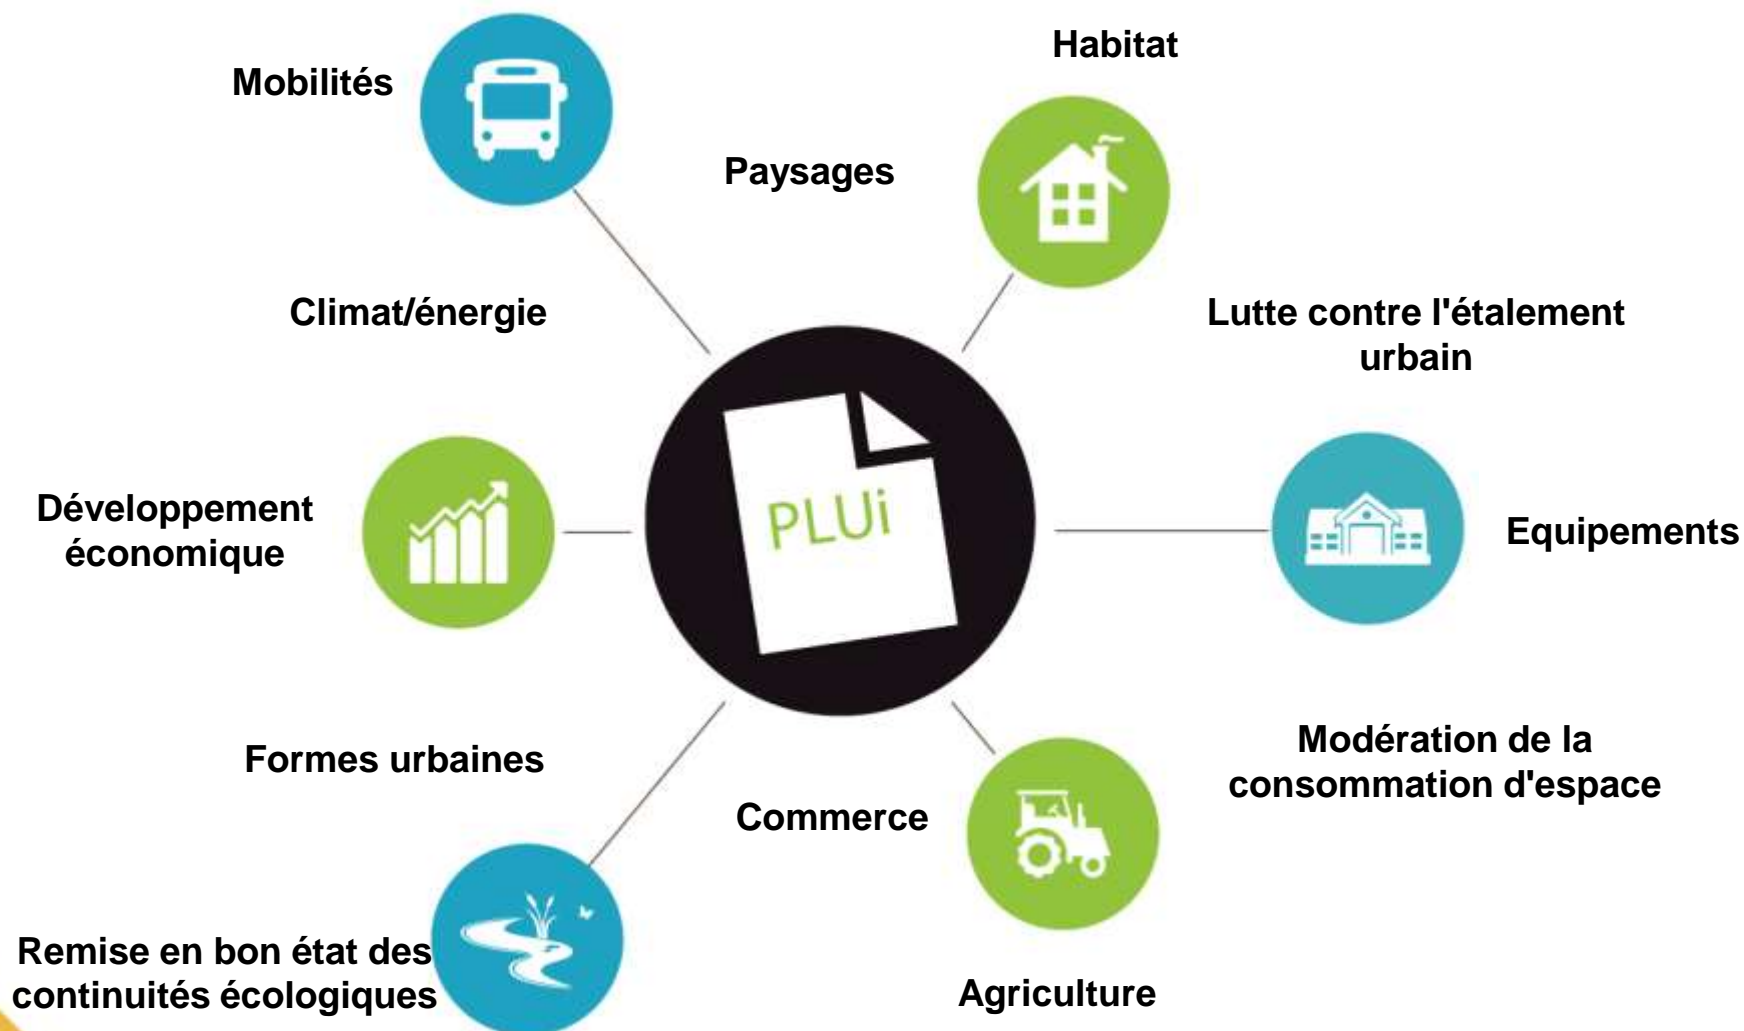 Habitat
Mobilités
Paysages
Climat/énergie
Lutte contre l'étalement
urbain
PLUi
Développement
économique
Equipements
Formes urbaines
Modération de la
consommation d'espace
Commerce
Remise en bon état des
continuités écologiques
Agriculture